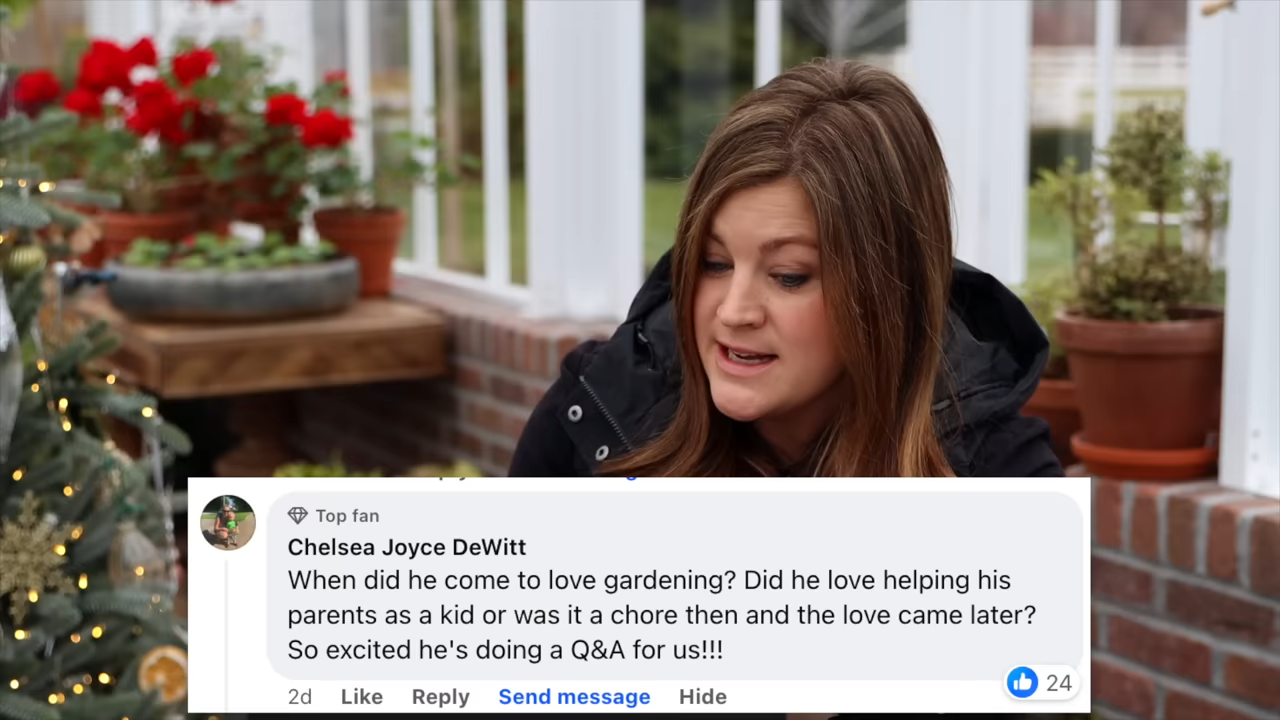 Top fan
Chelsea Joyce DeWitt
When did he come to love gardening? Did he love helping his
parents as a kid or was it a chore then and the love came later?
So excited he's doing a Q&A for us!!!
2d Like Reply Send message Hide
24